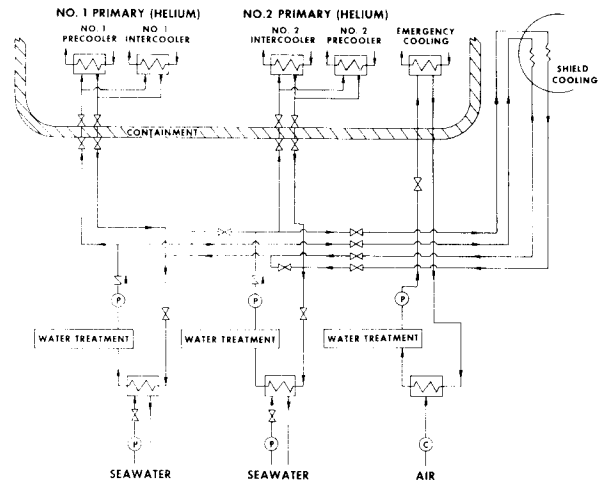 NO. 1 PRIMARY (HELIUM)
NO.2 PRIMARY (HELIUM)
NO. 1 PRECOOLER
NO 1 INTERCOOLER
NO. 2 INTERCOOLER
NO. 2 PRECOOLER
EMERGENCY COOLING
SHIELD COOLING
CONTAINMENT
P
P
P
WATER TREATMENT
WATER TREATMENT
WATER TREATMENT
P
P
C
SEAWATER
SEAWATER
AIR